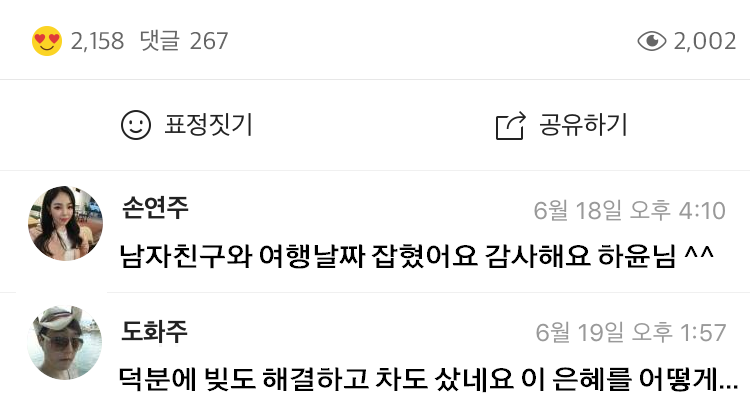 2,158 댓글 267
2,002
표정짓기
공유하기
손연주
6월 18일 오후 4:10
남자친구와 여행날짜 잡혔어요 감사해요 하윤님 ^^
도화주
6월 19일 오후 1:57
덕분에 빚도 해결하고 차도 샀네요 이 은혜를 어떻게...